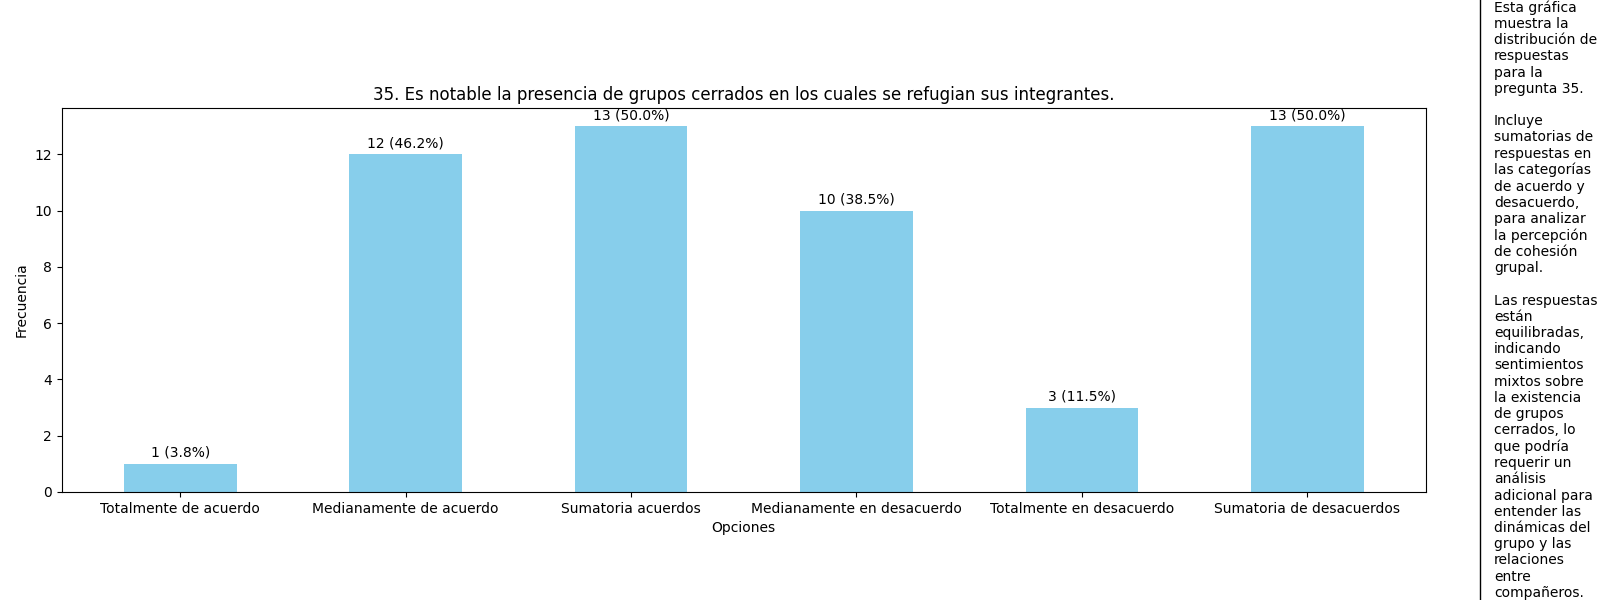 35. Es notable la presencia de grupos cerrados en los cuales se refugian sus integrantes.
Frecuencia
12
10
8
6
4
2
0
1 (3.8%)
12 (46.2%)
13 (50.0%)
10 (38.5%)
3 (11.5%)
13 (50.0%)
Totalmente de acuerdo
Medianamente de acuerdo
Sumatoria acuerdos
Medianamente en desacuerdo
Totalmente en desacuerdo
Sumatoria de desacuerdos
Opciones
Esta gráfica
muestra la
distribución de
respuestas
para la
pregunta 35.
Incluye
sumatorias de
respuestas en
las categorías
de acuerdo y
desacuerdo,
para analizar
la percepción
de cohesión
grupal.
Las respuestas
están
equilibradas,
indicando
sentimientos
mixtos sobre
la existencia
de grupos
cerrados, lo
que podría
requerir un
análisis
adicional para
entender las
dinámicas del
grupo y las
relaciones
entre
compañeros.